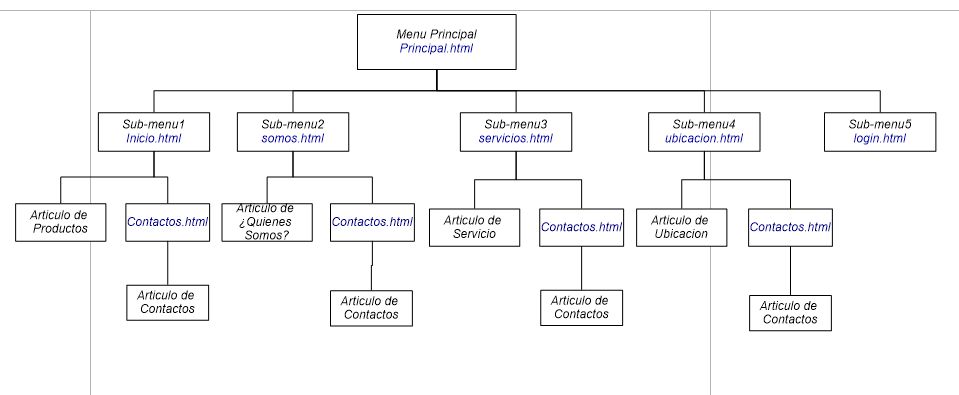 Menu Principal
Principal.html
Sub-menu1
Inicio.html
Sub-menu2
somos.html
Sub-menu3
servicios.html
Sub-menu4
ubicacion.html
Sub-menu5
login.html
Articulo de
Productos
Contactos.html
Articulo de
¿Quienes
Somos?
Contactos.html
Articulo de
Servicio
Contactos.html
Articulo de
Ubicacion
Contactos.html
Articulo de
Contactos
Articulo de
Contactos
Articulo de
Contactos
Articulo de
Contactos